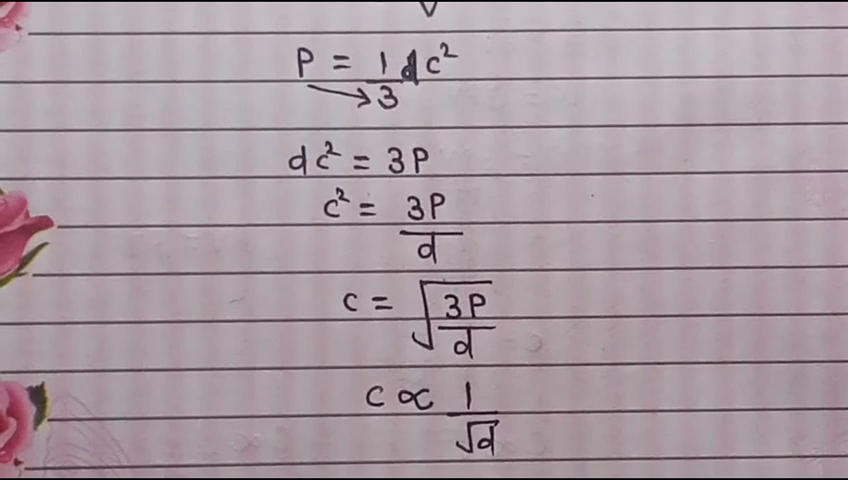 P = 1/3 dc²
dc² = 3P
c² = 3P/d
c = √(3P/d)
c ∝ 1/√d